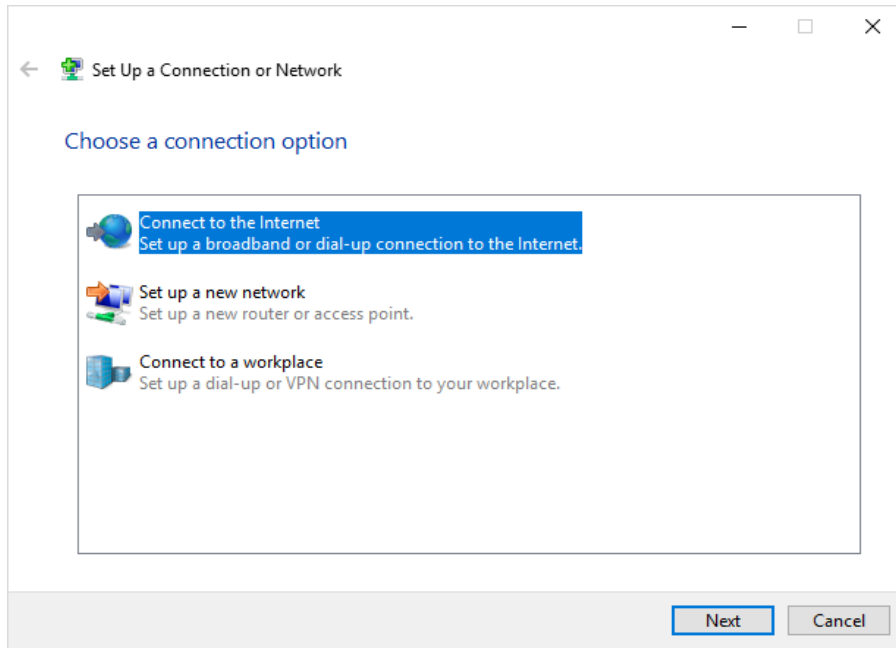 Set Up a Connection or Network
Choose a connection option
Connect to the Internet
Set up a broadband or dial-up connection to the Internet.
Set up a new network
Set up a new router or access point.
Connect to a workplace
Set up a dial-up or VPN connection to your workplace.
Next Cancel